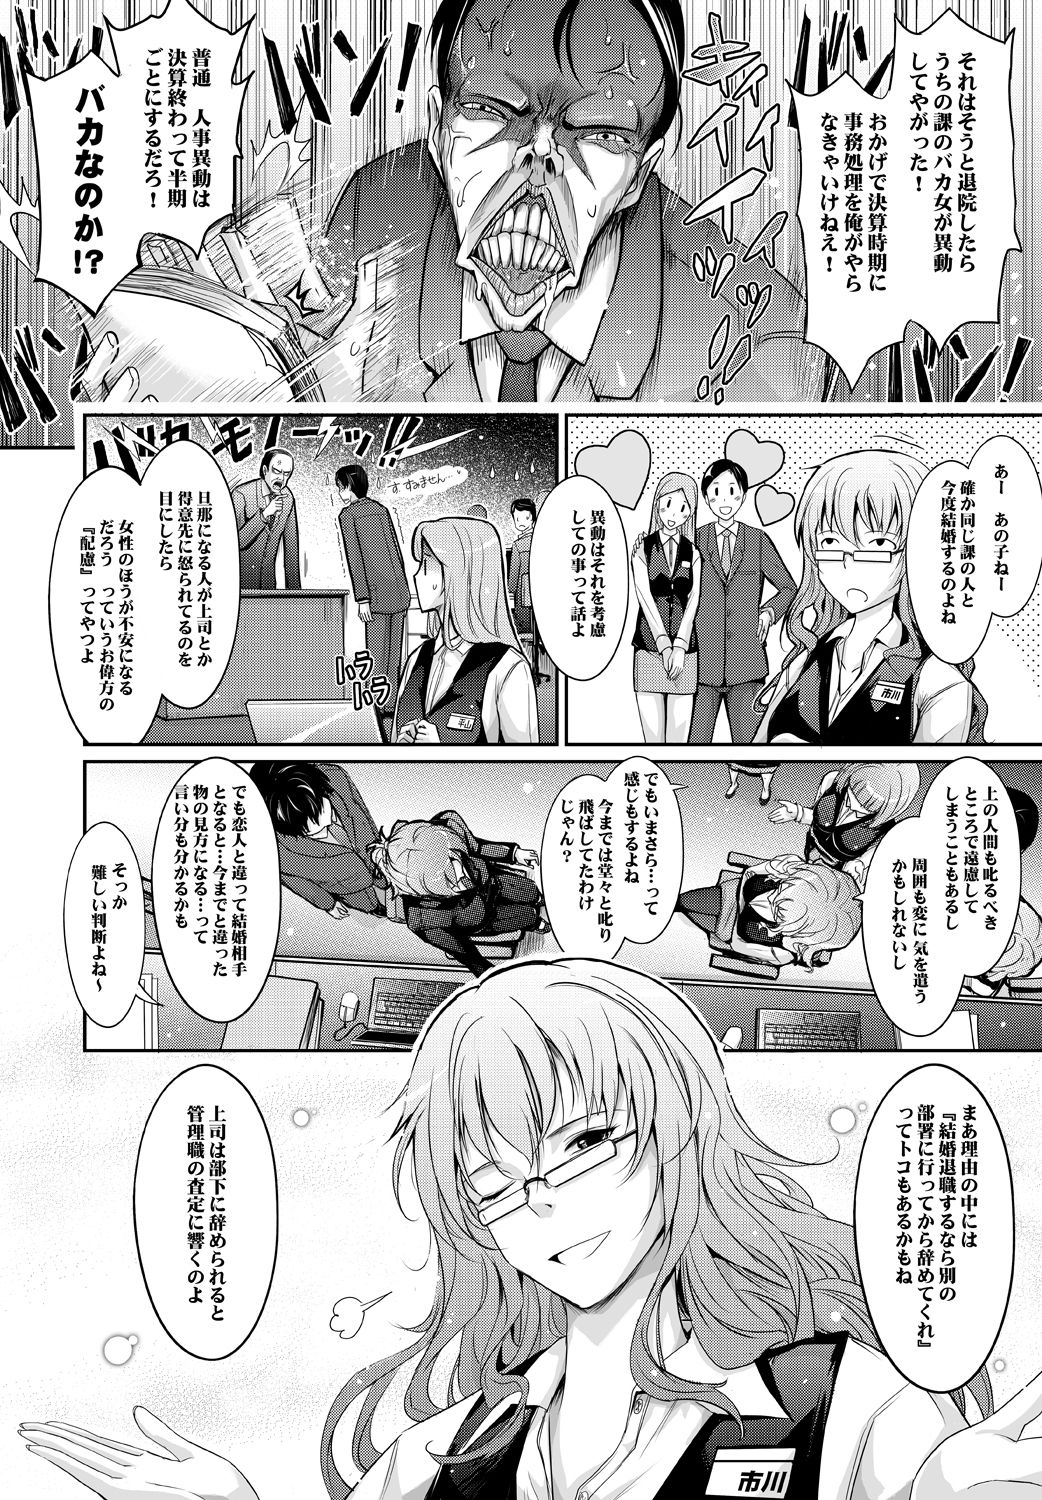 それはそうと退院したら
うちの課のバカ女が異動
してやがった！
おかげで決算時期に
事務処理を俺がやら
なきゃいけねえ！
キィイイイィィ!!!
普通　人事異動は
決算終わって半期
ごとにするだろ！
バカなのか!?
バン！
バン！
バン！
バン！
あー　あの子ねー
確か同じ課の人と
今度結婚するのよね
市川
異動はそれを考慮
しての事って話よ
バカモノーッ!!
す、すみません…
旦那になる人が上司とか
得意先に怒られてるのを
目にしたら
女性のほうが不安になる
だろう　っていうお偉方の
『配慮』ってやつよ
ハラ
ハラ
平山
上の人間も叱るべき
ところで遠慮して
しまうこともあるし
周囲も変に気を遣う
かもしれないし
でもいまさら…って
感じもするよね
今までは堂々と叱り
飛ばしてたわけ
じゃん？
でも恋人と違って結婚相手
となると…今までと違った
物の見方になる…って
言い分も分かるかも
そっか
難しい判断よね～
まあ理由の中には
『結婚退職するなら別の
部署に行ってから辞めてくれ』
ってトコもあるかもね
上司は部下に辞められると
管理職の査定に響くのよ
市川